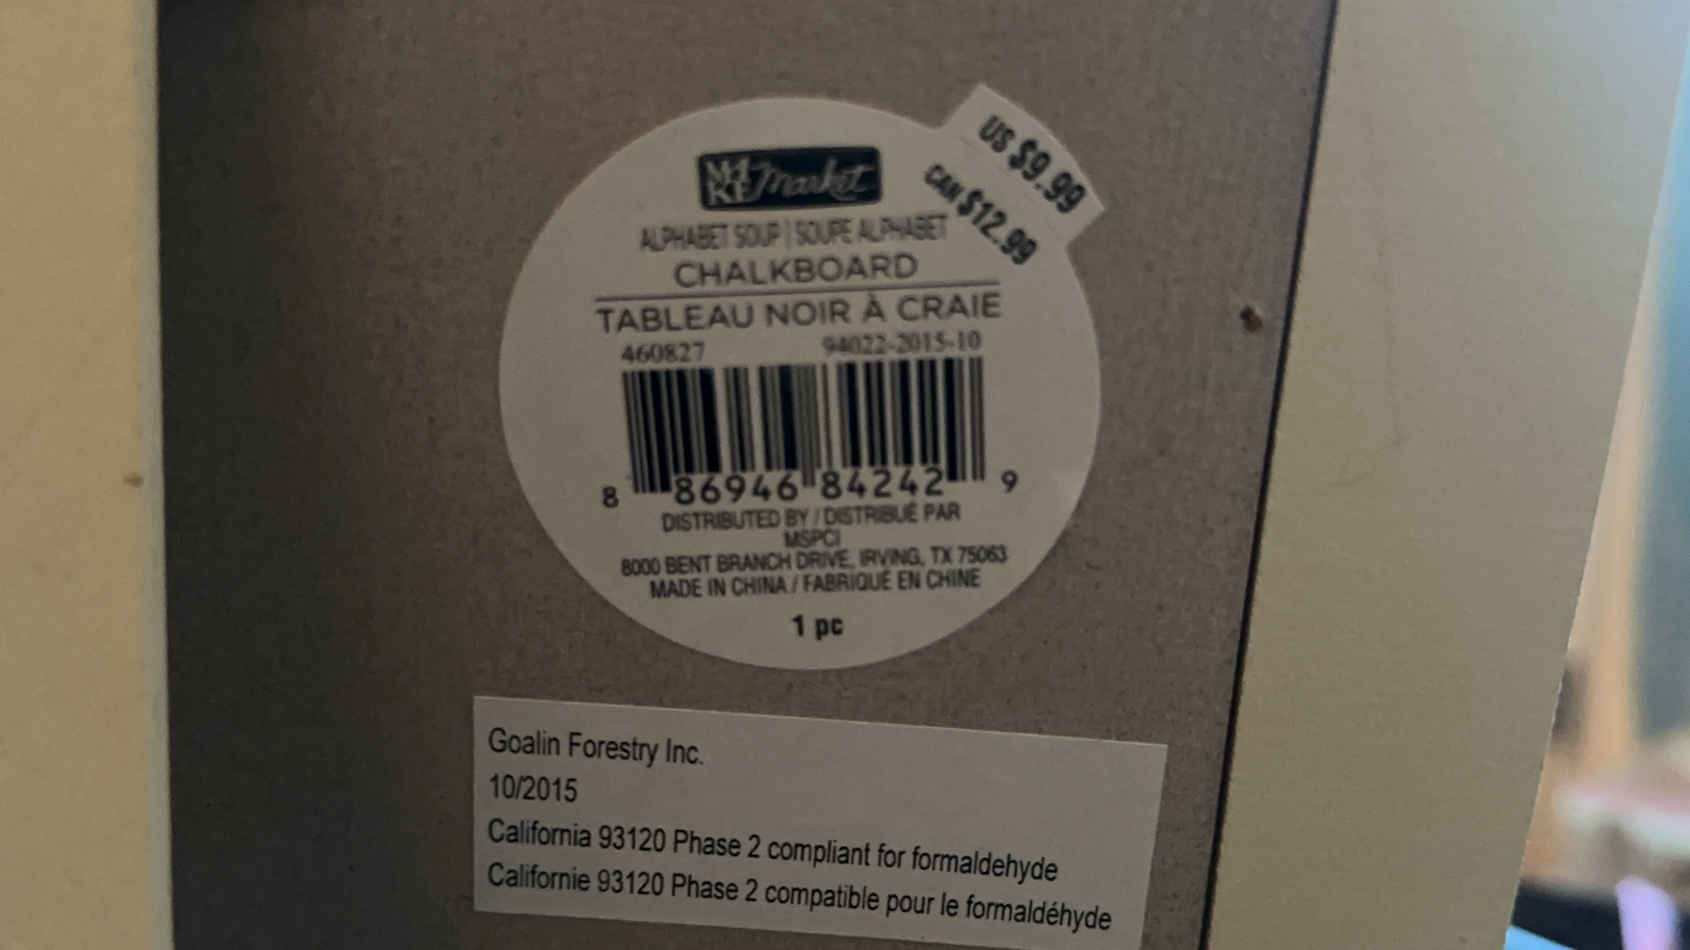 MAKE Market
US $9.99
CAN $12.99
ALPHABET SOUP | SOUPE ALPHABET
CHALKBOARD
TABLEAU NOIR À CRAIE
460827 94022-2015-10
8 86946 84242 9
DISTRIBUTED BY / DISTRIBUÉ PAR
MSPCI
8000 BENT BRANCH DRIVE, IRVING, TX 75063
MADE IN CHINA / FABRIQUÉ EN CHINE
1 pc
Goalin Forestry Inc.
10/2015
California 93120 Phase 2 compliant for formaldehyde
Californie 93120 Phase 2 compatible pour le formaldéhyde